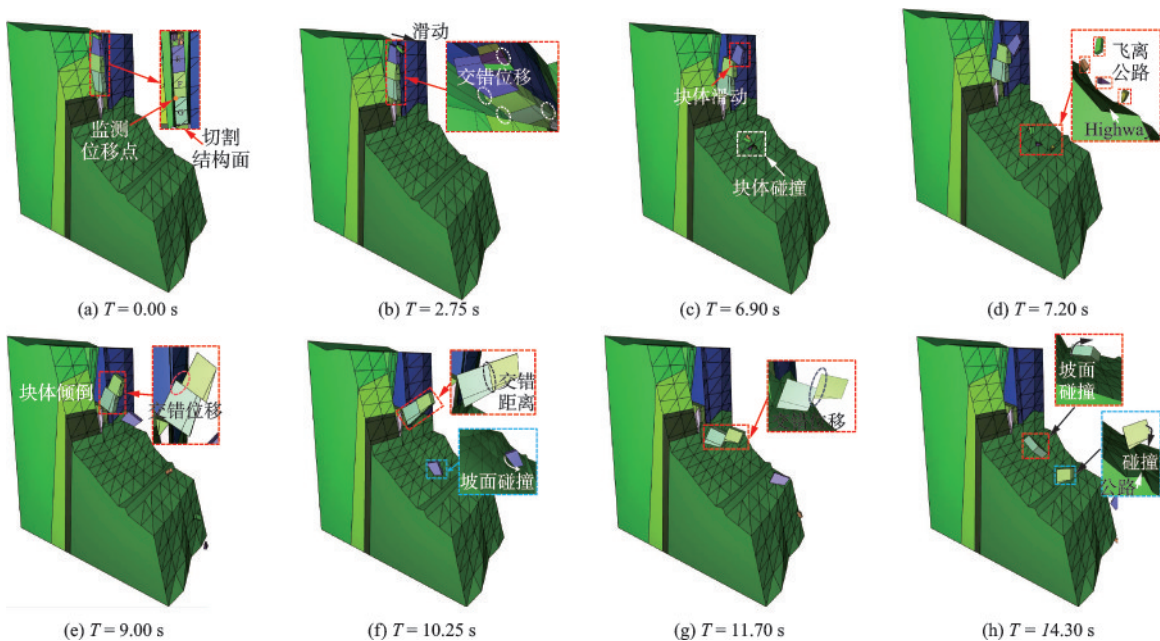 滑动
交错位移
监测
位移点
切割
结构面
块体滑动
块体碰撞
飞离
公路
Highwa
(a) T = 0.00 s
(b) T = 2.75 s
(c) T = 6.90 s
(d) T = 7.20 s
块体倾倒
交错位移
交错
距离
坡面碰撞
移
坡面
碰撞
碰撞
公路
(e) T = 9.00 s
(f) T = 10.25 s
(g) T = 11.70 s
(h) T = 14.30 s